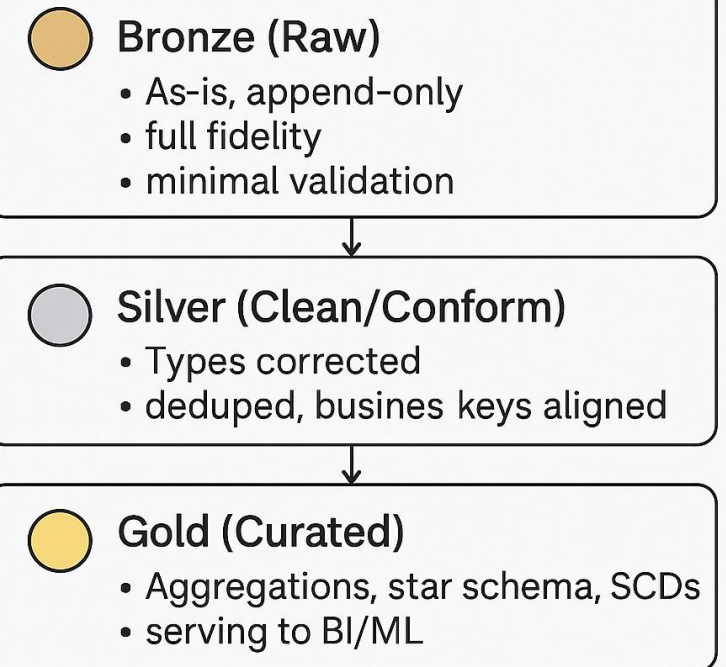 Bronze (Raw)
• As-is, append-only
• full fidelity
• minimal validation
Silver (Clean/Conform)
• Types corrected
• deduped, busines keys aligned
Gold (Curated)
• Aggregations, star schema, SCDs
• serving to BI/ML